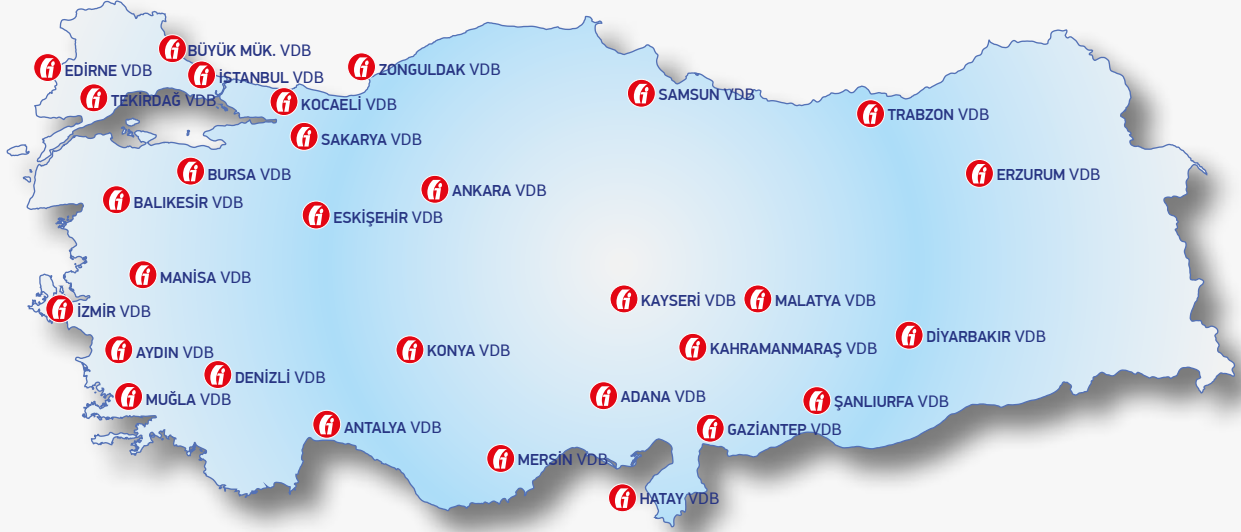 BÜYÜK MÜK. VDB
EDİRNE VDB
İSTANBUL VDB
ZONGULDAK VDB
TEKİRDAĞ VDB
KOCAELİ VDB
SAMSUN VDB
TRABZON VDB
SAKARYA VDB
BURSA VDB
ERZURUM VDB
BALIKESİR VDB
ANKARA VDB
ESKİŞEHİR VDB
MANİSA VDB
İZMİR VDB
KAYSERİ VDB
MALATYA VDB
AYDIN VDB
KONYA VDB
KAHRAMANMARAŞ VDB
DİYARBAKIR VDB
DENİZLİ VDB
MUĞLA VDB
ADANA VDB
ŞANLIURFA VDB
ANTALYA VDB
GAZİANTEP VDB
MERSİN VDB
HATAY VDB